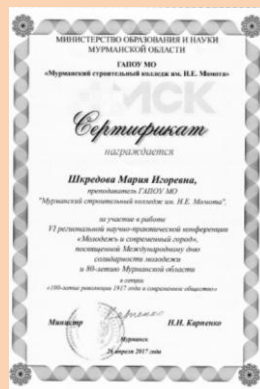 МИНИСТЕРСТВО ОБРАЗОВАНИЯ И НАУКИ
МУРМАНСКОЙ ОБЛАСТИ
ГАПОУ МО
«Мурманский строительный колледж им. Н.Е. Момота»
МСК
Сертификат
награждается
Шкредова Мария Игоревна,
преподаватель ГАПОУ МО
"Мурманский строительный колледж им. Н.Е. Момота".
за участие в работе
VI региональной научно-практической конференции
«Молодежь и современный город»,
посвященной Международному дню
солидарности молодежи
и 80-летию Мурманской области
в секции
«100-летие революции 1917 года и современное общество»
Министр Н.Н. Карпенко
Мурманск
26 апреля 2017 года